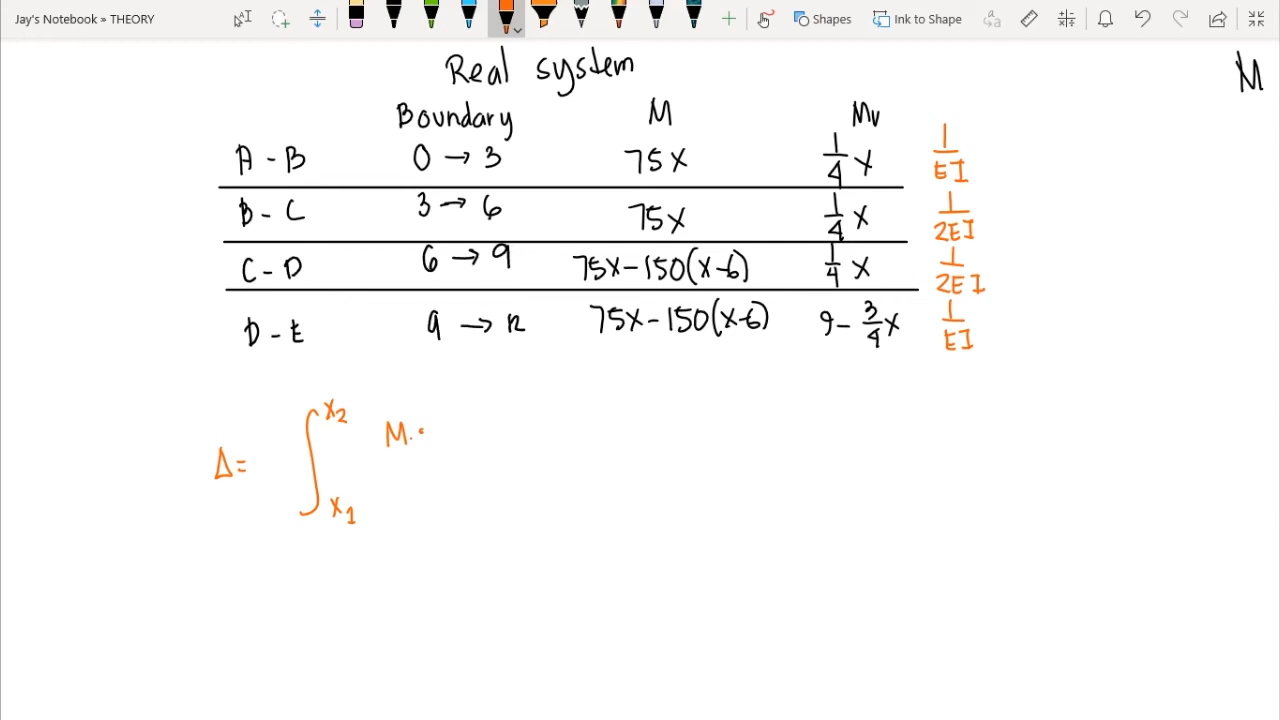 Jay's Notebook » THEORY
Shapes
Ink to Shape
Real system
M
Boundary M Mv
A - B 0 → 3 75x 1/4 x 1/EI
B - C 3 → 6 75x 1/4 x 1/2EI
C - D 6 → 9 75x - 150(x-6) 1/4 x 1/2EI
D - E 9 → 12 75x - 150(x-6) 9 - 3/4 x 1/EI
Δ = ∫ x1 x2 M.